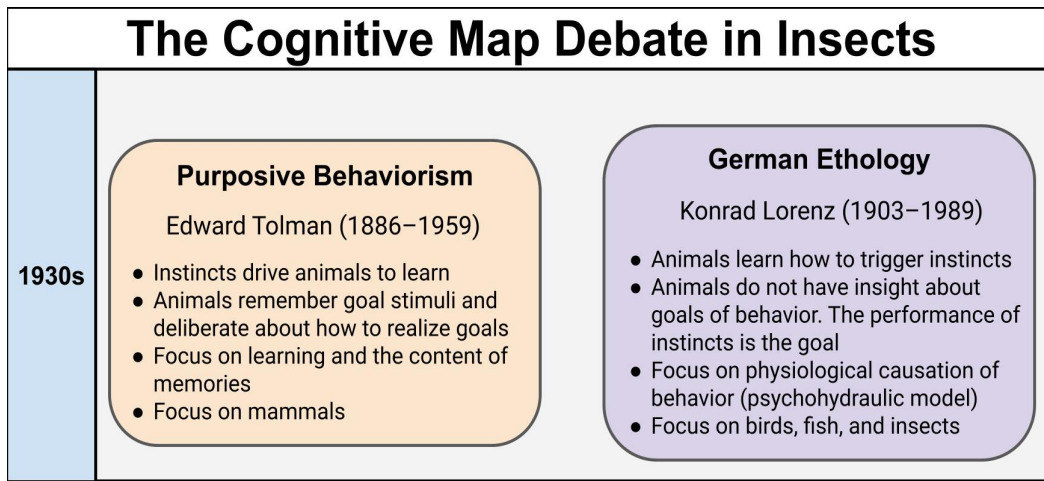 The Cognitive Map Debate in Insects
1930s
Purposive Behaviorism
Edward Tolman (1886–1959)
● Instincts drive animals to learn
● Animals remember goal stimuli and
deliberate about how to realize goals
● Focus on learning and the content of
memories
● Focus on mammals
German Ethology
Konrad Lorenz (1903–1989)
● Animals learn how to trigger instincts
● Animals do not have insight about
goals of behavior. The performance of
instincts is the goal
● Focus on physiological causation of
behavior (psychohydraulic model)
● Focus on birds, fish, and insects